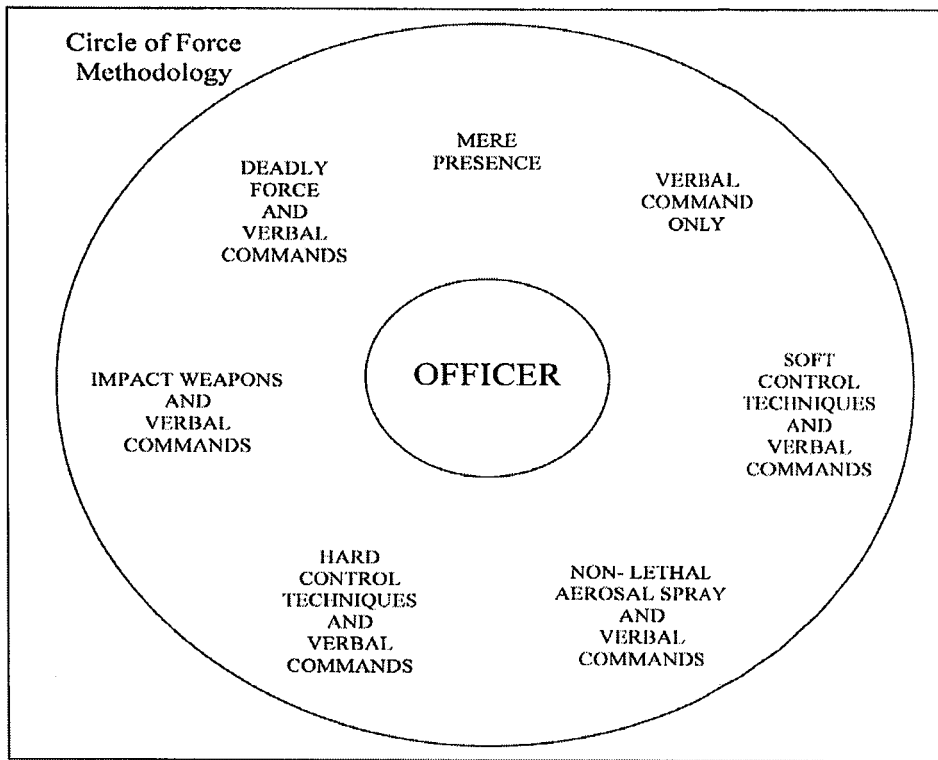 Circle of Force
Methodology
MERE
PRESENCE
VERBAL
COMMAND
ONLY
SOFT
CONTROL
TECHNIQUES
AND
VERBAL
COMMANDS
NON- LETHAL
AEROSAL SPRAY
AND
VERBAL
COMMANDS
HARD
CONTROL
TECHNIQUES
AND
VERBAL
COMMANDS
IMPACT WEAPONS
AND
VERBAL
COMMANDS
DEADLY
FORCE
AND
VERBAL
COMMANDS
OFFICER